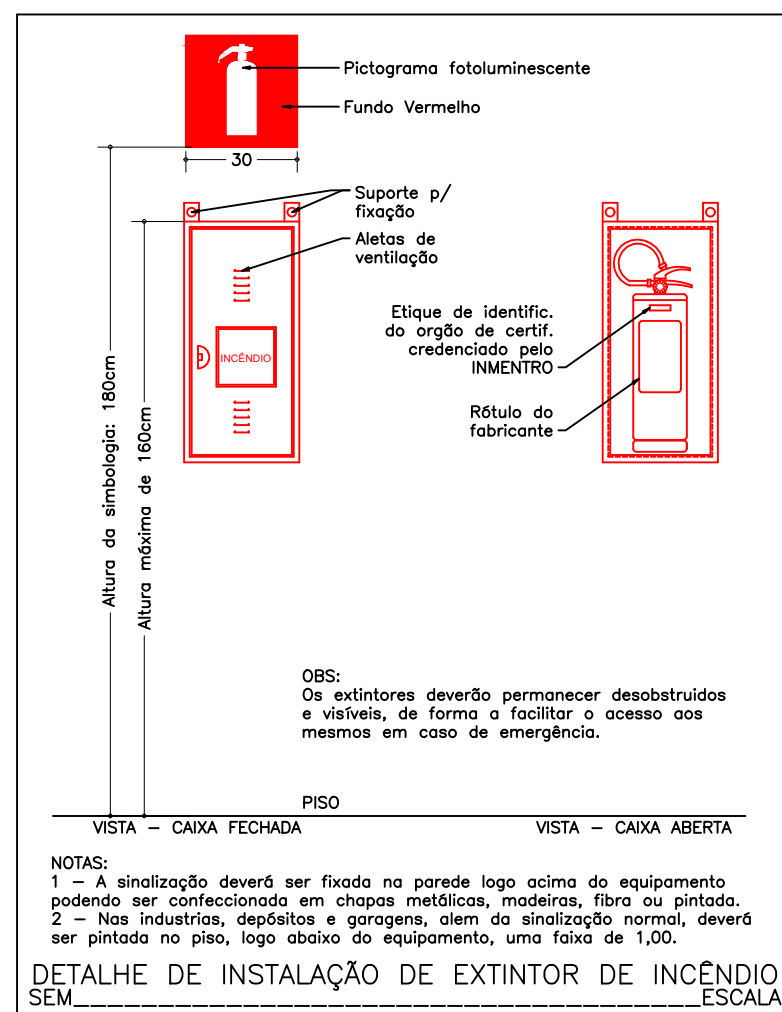 Pictograma fotoluminescente
Fundo Vermelho
30
Suporte p/
fixação
Aletas de
ventilação
INCÊNDIO
Etique de identific.
do orgão de certif.
credenciado pelo
INMENTRO
Rótulo do
fabricante
Altura da simbologia: 180cm
Altura máxima de 160cm
OBS:
Os extintores deverão permanecer desobstruidos
e visíveis, de forma a facilitar o acesso aos
mesmos em caso de emergência.
PISO
VISTA – CAIXA FECHADA
VISTA – CAIXA ABERTA
NOTAS:
1 – A sinalização deverá ser fixada na parede logo acima do equipamento
podendo ser confeccionada em chapas metálicas, madeiras, fibra ou pintada.
2 – Nas industrias, depósitos e garagens, alem da sinalização normal, deverá
ser pintada no piso, logo abaixo do equipamento, uma faixa de 1,00.
DETALHE DE INSTALAÇÃO DE EXTINTOR DE INCÊNDIO
SEM_____________________________________ESCALA